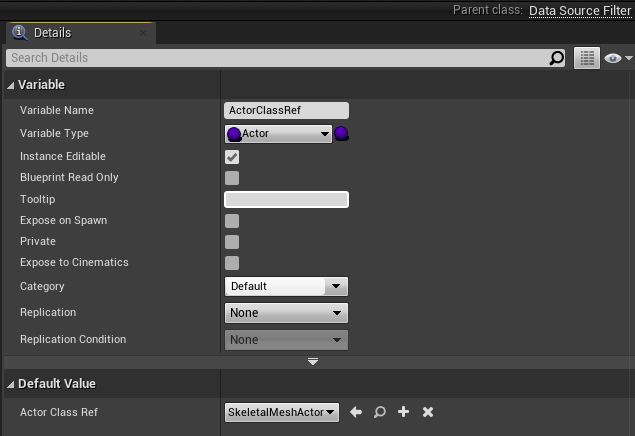 Parent class: Data Source Filter
Details
Search Details
Variable
Variable Name ActorClassRef
Variable Type Actor
Instance Editable
Blueprint Read Only
Tooltip
Expose on Spawn
Private
Expose to Cinematics
Category Default
Replication None
Replication Condition None
Default Value
Actor Class Ref SkeletalMeshActor